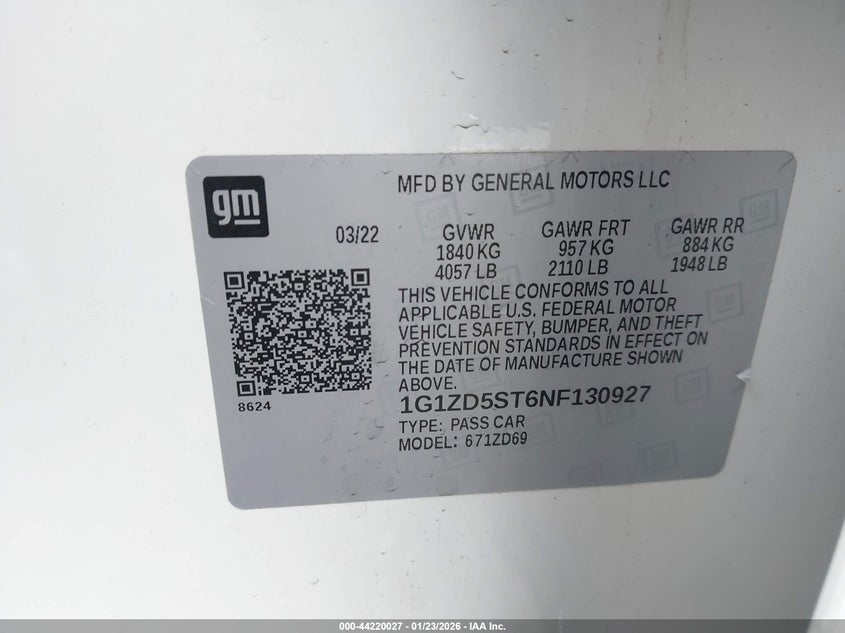 gm
MFD BY GENERAL MOTORS LLC
03/22
GVWR GAWR FRT GAWR RR
1840 KG 957 KG 884 KG
4057 LB 2110 LB 1948 LB
THIS VEHICLE CONFORMS TO ALL
APPLICABLE U.S. FEDERAL MOTOR
VEHICLE SAFETY, BUMPER, AND THEFT
PREVENTION STANDARDS IN EFFECT ON
THE DATE OF MANUFACTURE SHOWN
ABOVE.
8624
1G1ZD5ST6NF130927
TYPE: PASS CAR
MODEL: 671ZD69
000-44220027 - 01/23/2026 - IAA Inc.